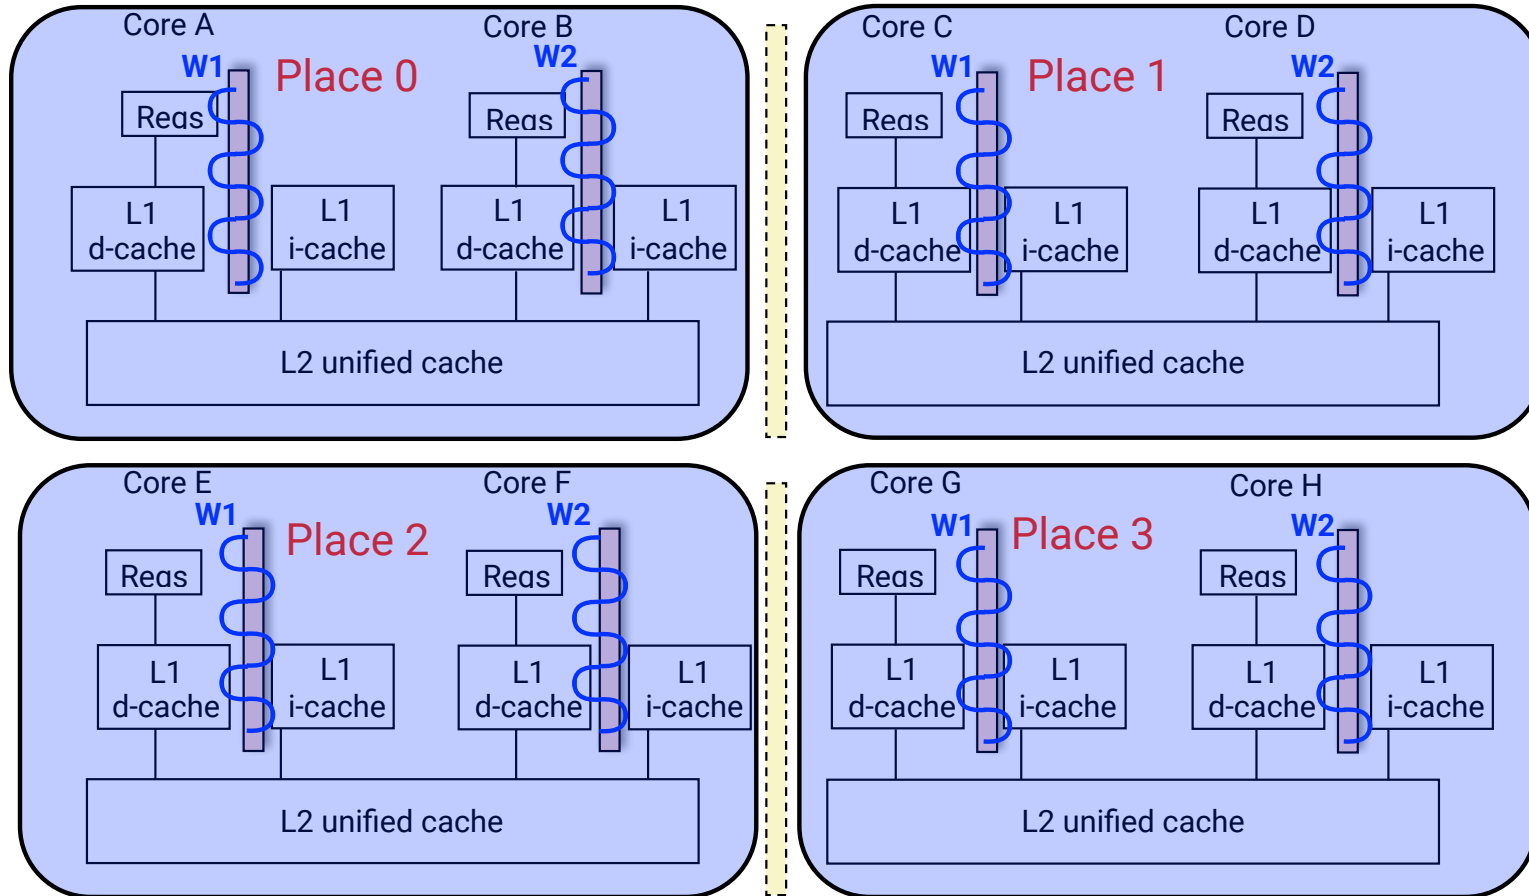 Core A
Core B
W1
Place 0
W2
Regs
Regs
L1
d-cache
L1
i-cache
L1
d-cache
L1
i-cache
L2 unified cache
Core C
Core D
W1
Place 1
W2
Regs
Regs
L1
d-cache
L1
i-cache
L1
d-cache
L1
i-cache
L2 unified cache
Core E
Core F
W1
Place 2
W2
Regs
Regs
L1
d-cache
L1
i-cache
L1
d-cache
L1
i-cache
L2 unified cache
Core G
Core H
W1
Place 3
W2
Regs
Regs
L1
d-cache
L1
i-cache
L1
d-cache
L1
i-cache
L2 unified cache